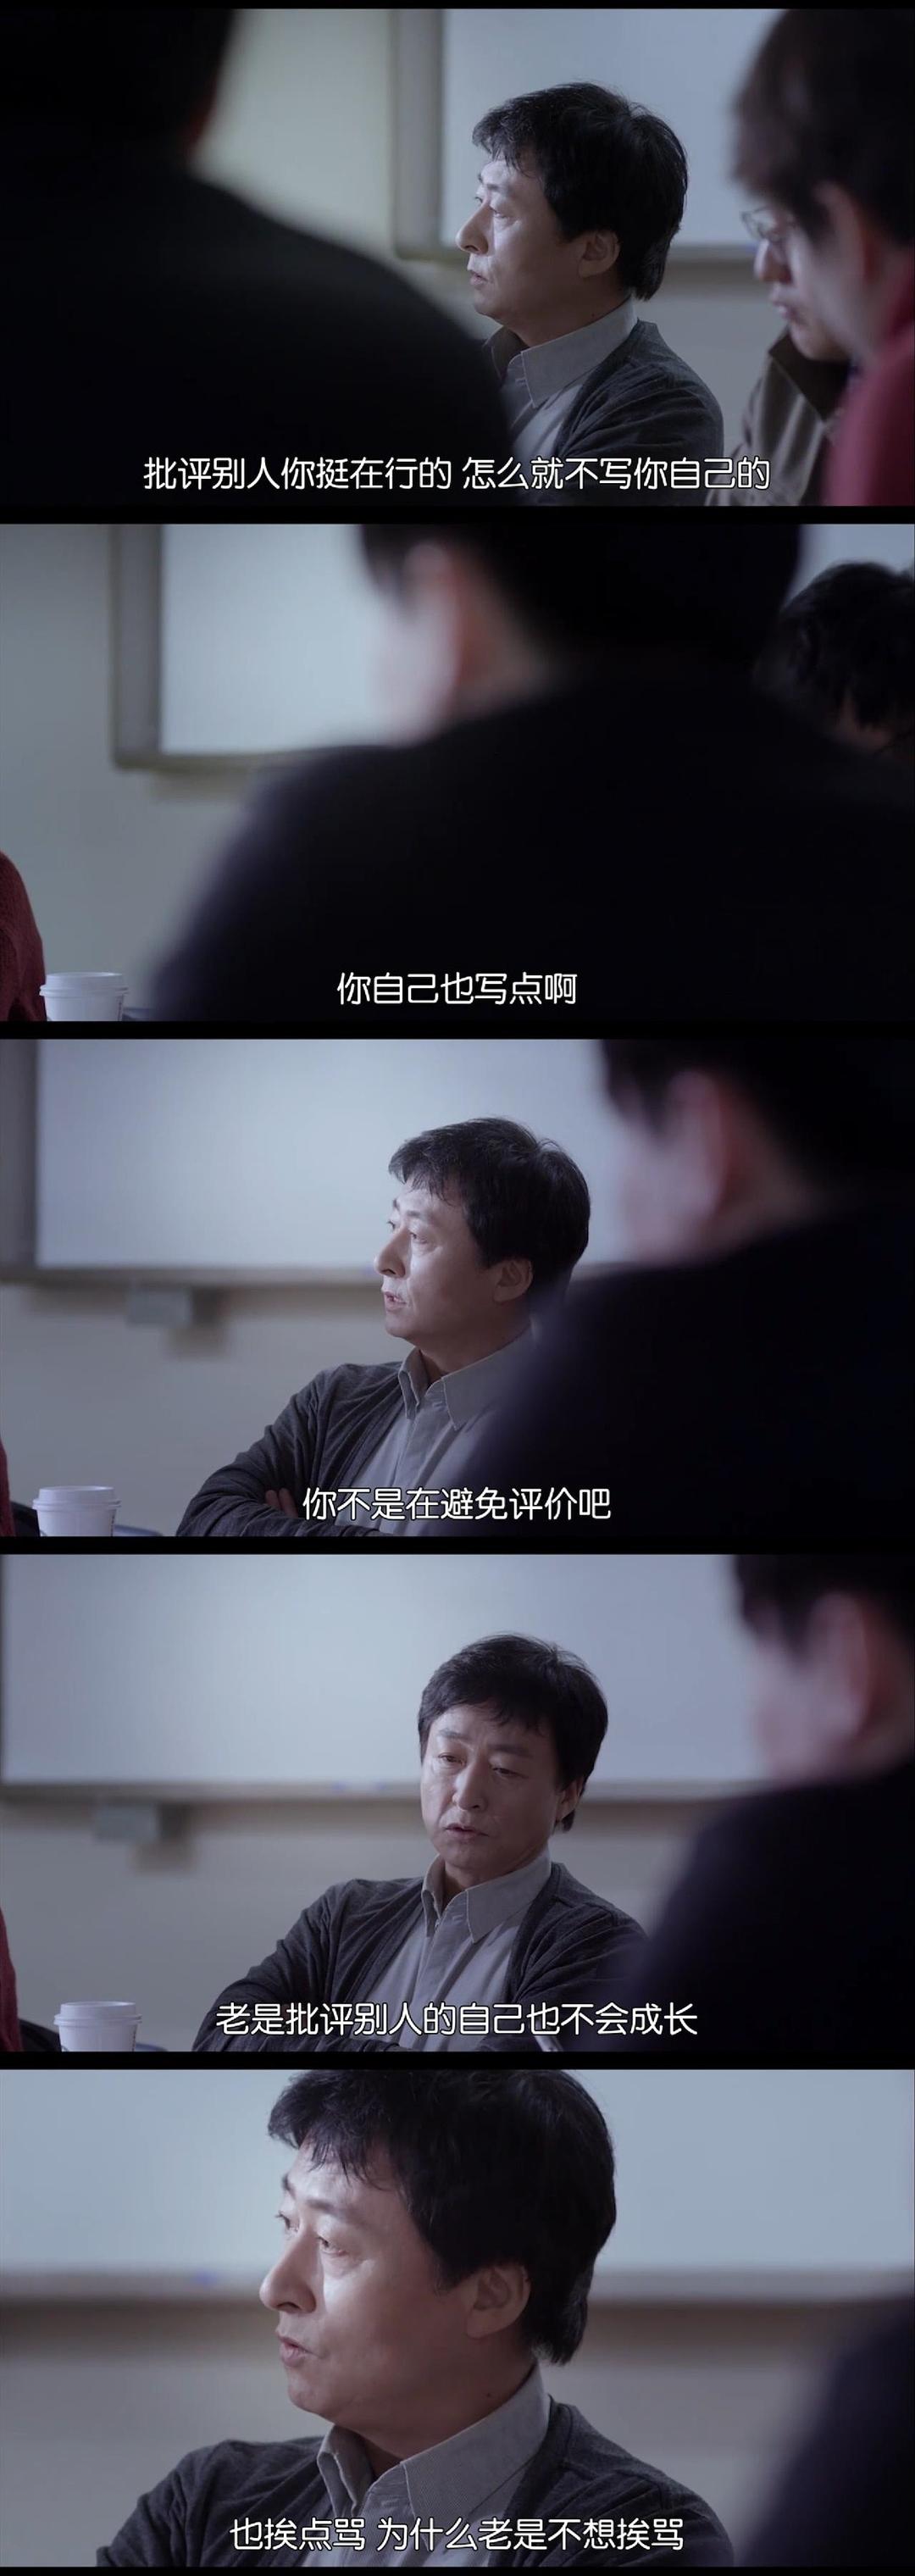 批评别人你挺在行的 怎么就不写你自己的
你自己也写点啊
你不是在避免评价吧
老是批评别人的自己也不会成长
也挨点骂 为什么老是不想挨骂